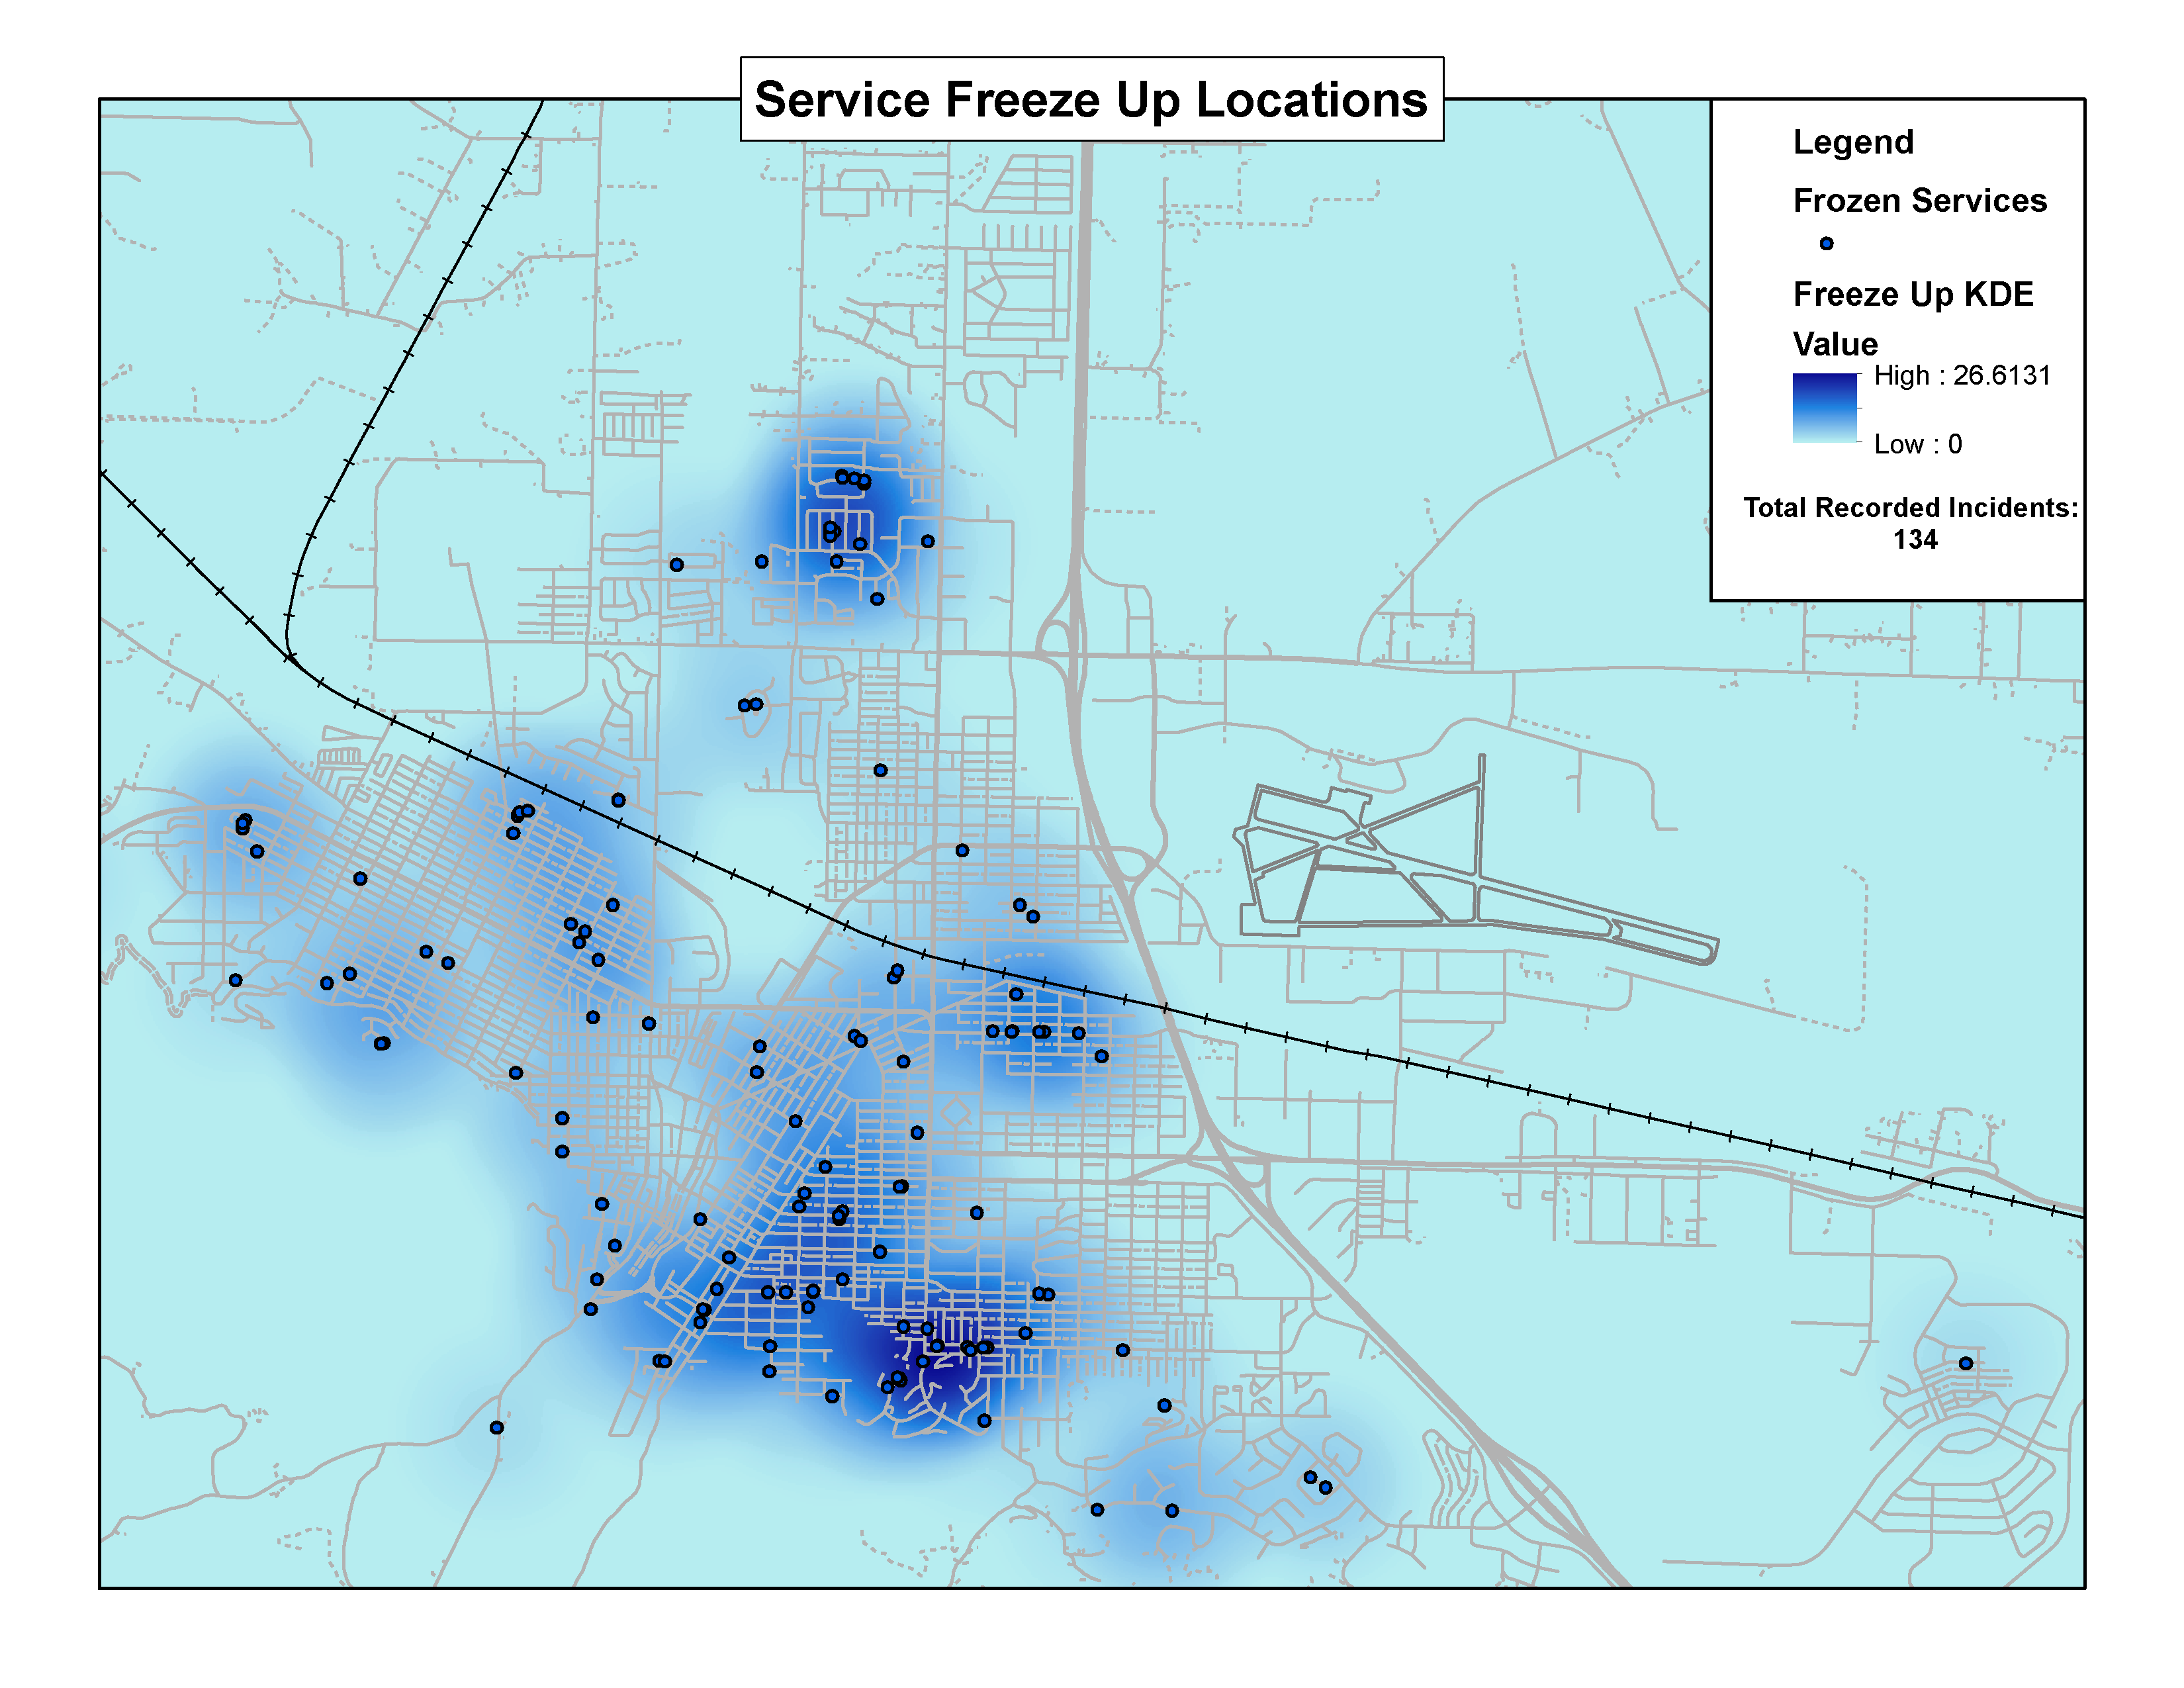 Service Freeze Up Locations
Legend
Frozen Services
Freeze Up KDE
Value
High : 26.6131
Low : 0
Total Recorded Incidents:
134